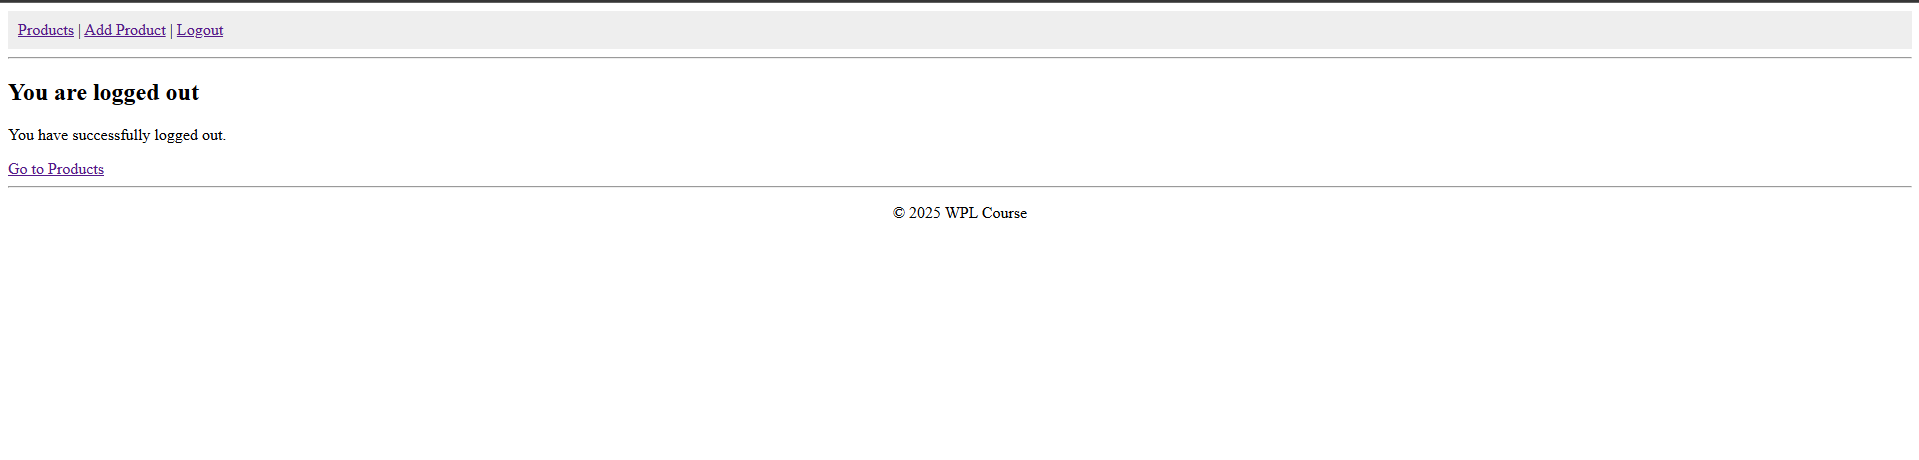 Products | Add Product | Logout
You are logged out
You have successfully logged out.
Go to Products
© 2025 WPL Course